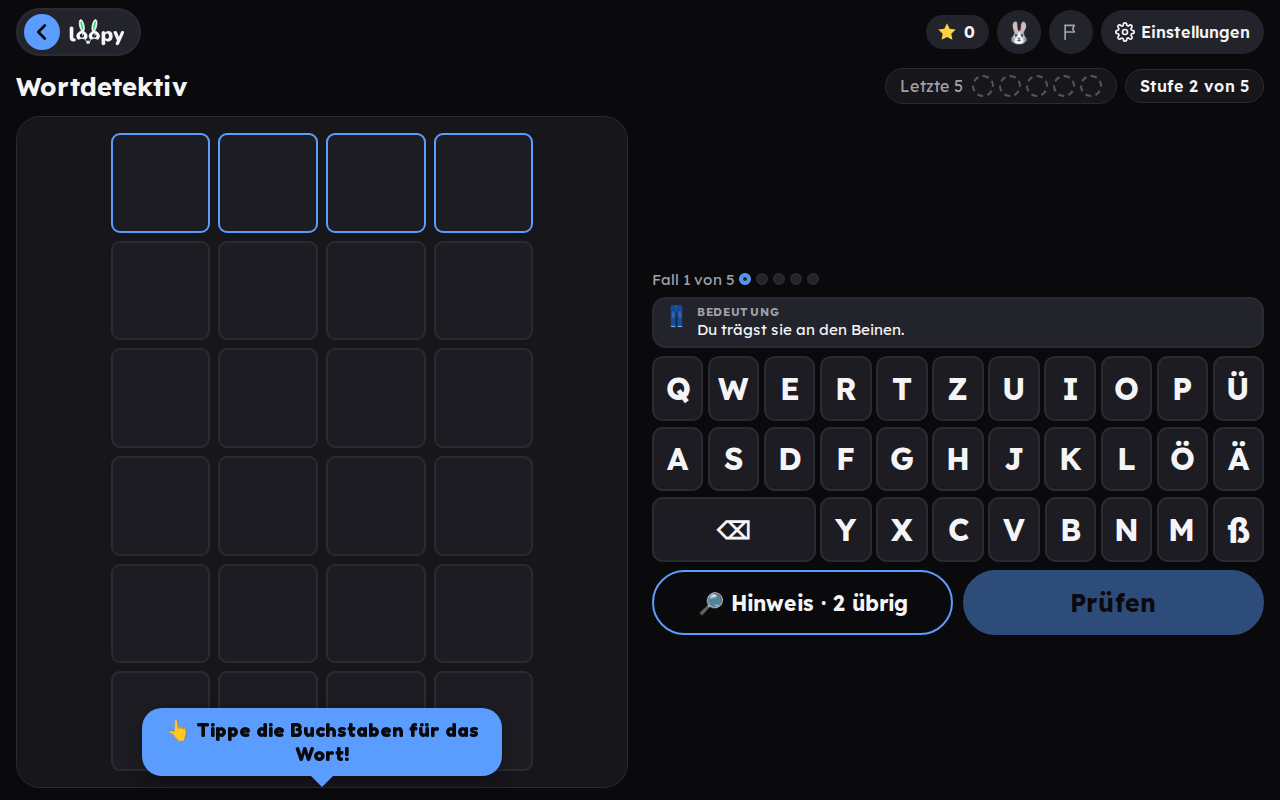 loopy
0
Einstellungen
Wortdetektiv
Letzte 5
Stufe 2 von 5
Fall 1 von 5
BEDEUTUNG
Du trägst sie an den Beinen.
Q W E R T Z U I O P Ü
A S D F G H J K L Ö Ä
⌫ Y X C V B N M ß
Hinweis · 2 übrig
Prüfen
Tippe die Buchstaben für das
Wort!